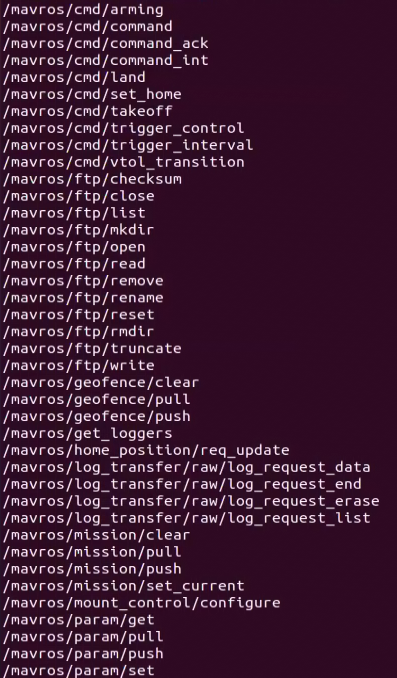 /mavros/cmd/arming
/mavros/cmd/command
/mavros/cmd/command_ack
/mavros/cmd/command_int
/mavros/cmd/land
/mavros/cmd/set_home
/mavros/cmd/takeoff
/mavros/cmd/trigger_control
/mavros/cmd/trigger_interval
/mavros/cmd/vtol_transition
/mavros/ftp/checksum
/mavros/ftp/close
/mavros/ftp/list
/mavros/ftp/mkdir
/mavros/ftp/open
/mavros/ftp/read
/mavros/ftp/remove
/mavros/ftp/rename
/mavros/ftp/reset
/mavros/ftp/rmdir
/mavros/ftp/truncate
/mavros/ftp/write
/mavros/geofence/clear
/mavros/geofence/pull
/mavros/geofence/push
/mavros/get_loggers
/mavros/home_position/req_update
/mavros/log_transfer/raw/log_request_data
/mavros/log_transfer/raw/log_request_end
/mavros/log_transfer/raw/log_request_erase
/mavros/log_transfer/raw/log_request_list
/mavros/mission/clear
/mavros/mission/pull
/mavros/mission/push
/mavros/mission/set_current
/mavros/mount_control/configure
/mavros/param/get
/mavros/param/pull
/mavros/param/push
/mavros/param/set